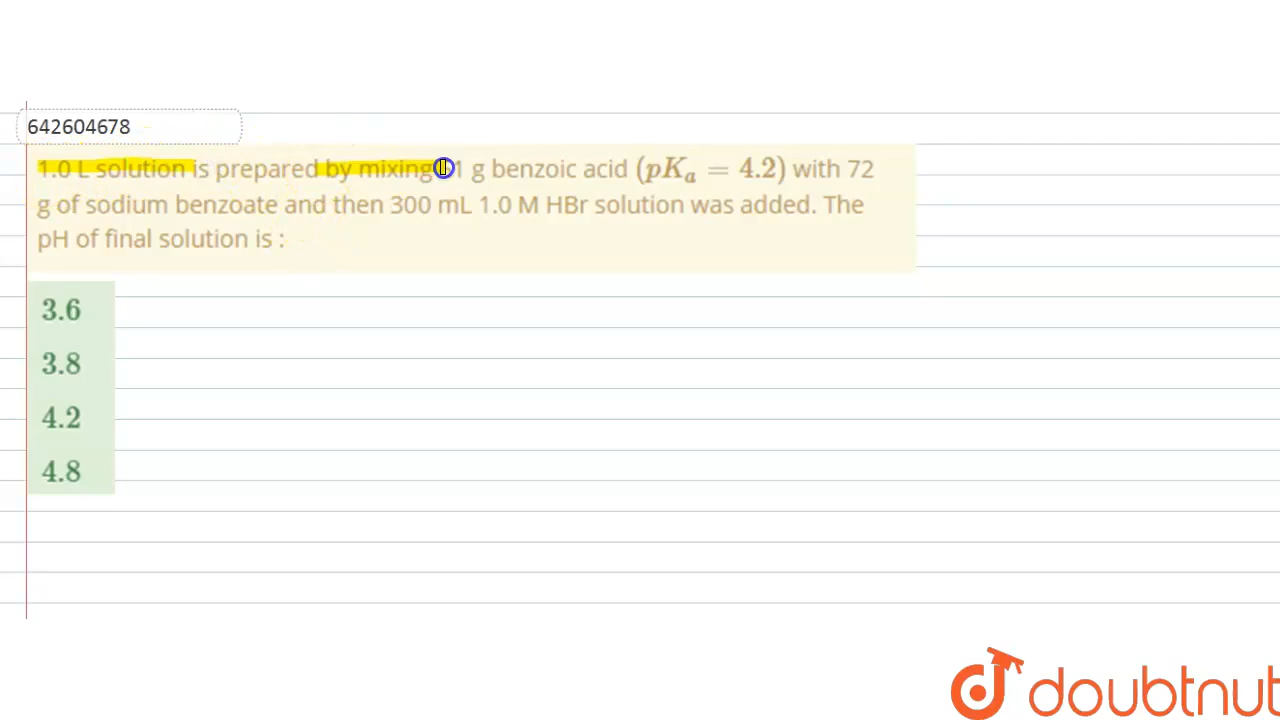 642604678
1.0 L solution is prepared by mixing 1 g benzoic acid (pKₐ = 4.2) with 72
g of sodium benzoate and then 300 mL 1.0 M HBr solution was added. The
pH of final solution is :
3.6
3.8
4.2
4.8
doubtnut